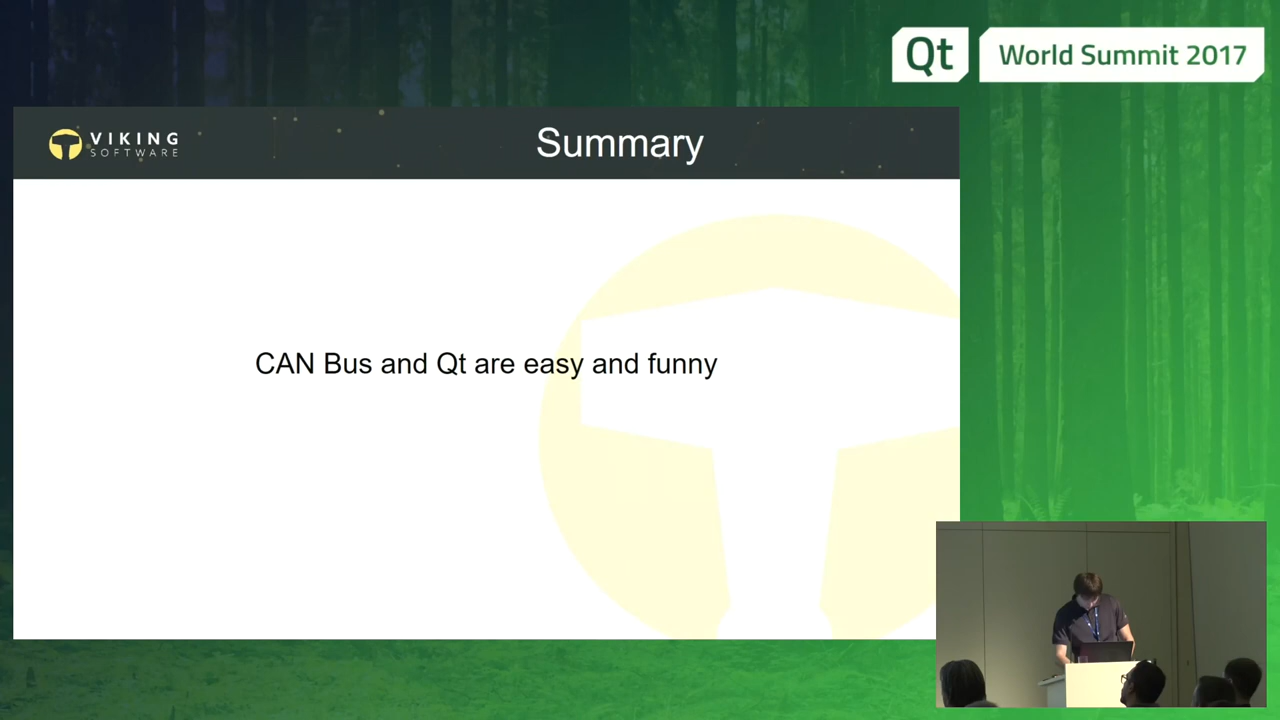 Qt
World Summit 2017
VIKING
SOFTWARE
Summary
CAN Bus and Qt are easy and funny